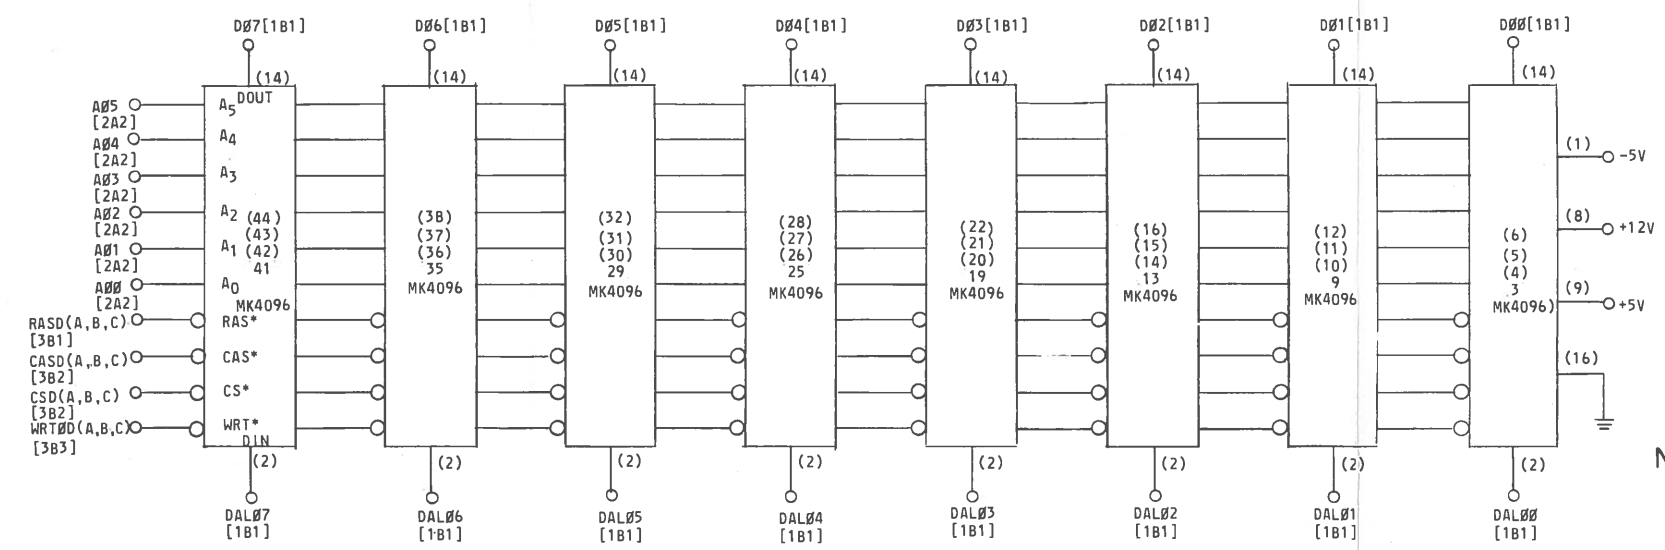 DØ7[1B1] DØ6[1B1] DØ5[1B1] DØ4[1B1] DØ3[1B1] DØ2[1B1] DØ1[1B1] DØØ[1B1]
(14) (14) (14) (14) (14) (14) (14) (14)
DOUT
AØ5 A5
[2A2]
AØ4 A4
[2A2]
AØ3 A3
[2A2]
AØ2 A2
[2A2]
AØ1 A1
[2A2]
AØØ A0
[2A2]
(44)
(43)
(42)
41
MK4096
(38)
(37)
(36)
35
MK4096
(32)
(31)
(30)
29
MK4096
(28)
(27)
(26)
25
MK4096
(22)
(21)
(20)
19
MK4096
(16)
(15)
(14)
13
MK4096
(12)
(11)
(10)
9
MK4096
(6)
(5)
(4)
3
MK4096)
(1) -5V
(8) +12V
(9) +5V
(16)
RASD(A,B,C) RAS*
[3B1]
CASD(A,B,C) CAS*
[3B2]
CSD(A,B,C) CS*
[3B2]
WRTØD(A,B,C) WRT*
[3B3]
DIN
(2) (2) (2) (2) (2) (2) (2) (2)
DALØ7 DALØ6 DALØ5 DALØ4 DALØ3 DALØ2 DALØ1 DALØØ
[1B1] [1B1] [1B1] [1B1] [1B1] [1B1] [1B1] [1B1]